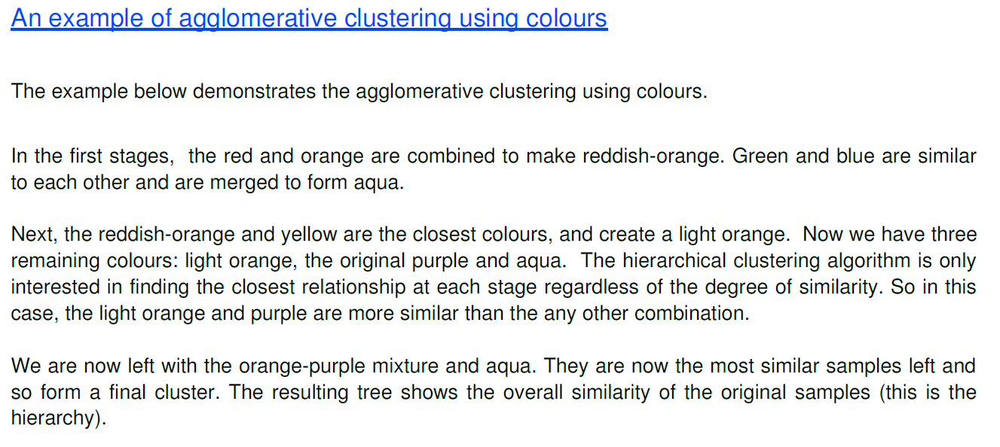 An example of agglomerative clustering using colours
The example below demonstrates the agglomerative clustering using colours.
In the first stages,  the red and orange are combined to make reddish-orange. Green and blue are similar
to each other and are merged to form aqua.
Next, the reddish-orange and yellow are the closest colours, and create a light orange.  Now we have three
remaining colours: light orange, the original purple and aqua.  The hierarchical clustering algorithm is only
interested in finding the closest relationship at each stage regardless of the degree of similarity. So in this
case, the light orange and purple are more similar than the any other combination.
We are now left with the orange-purple mixture and aqua. They are now the most similar samples left and
so form a final cluster. The resulting tree shows the overall similarity of the original samples (this is the
hierarchy).